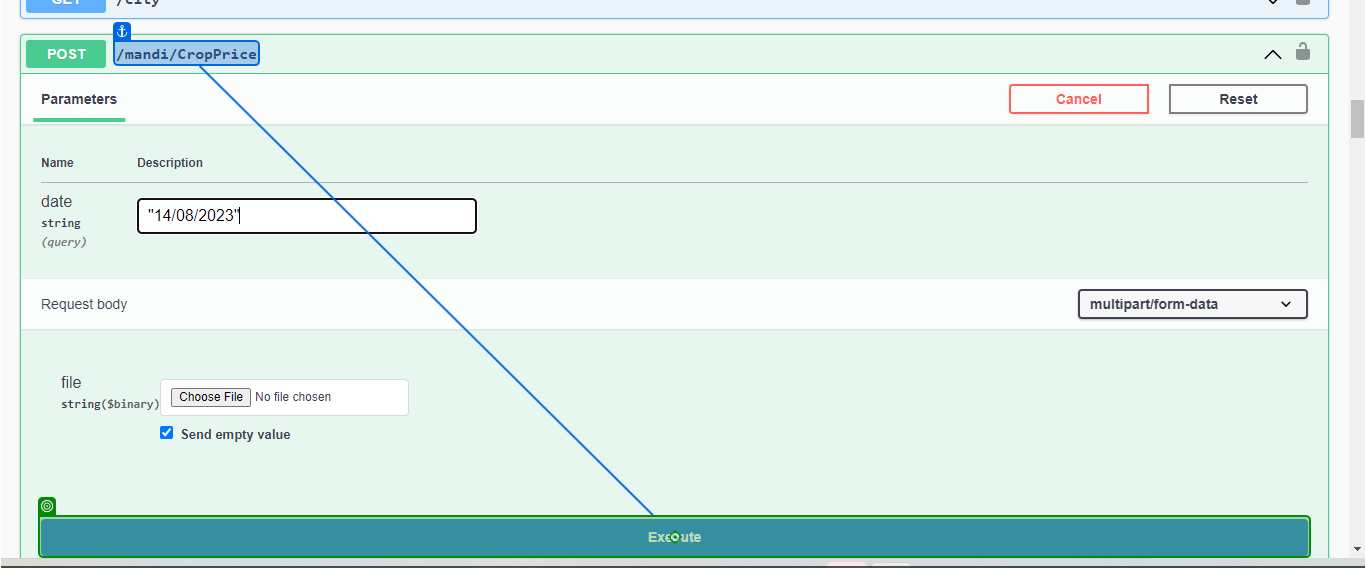 GET /City
POST /mandi/CropPrice
Parameters
Cancel
Reset
Name Description
date
string
(query)
"14/08/2023"
Request body
multipart/form-data
file
string($binary)
Choose File No file chosen
Send empty value
Execute